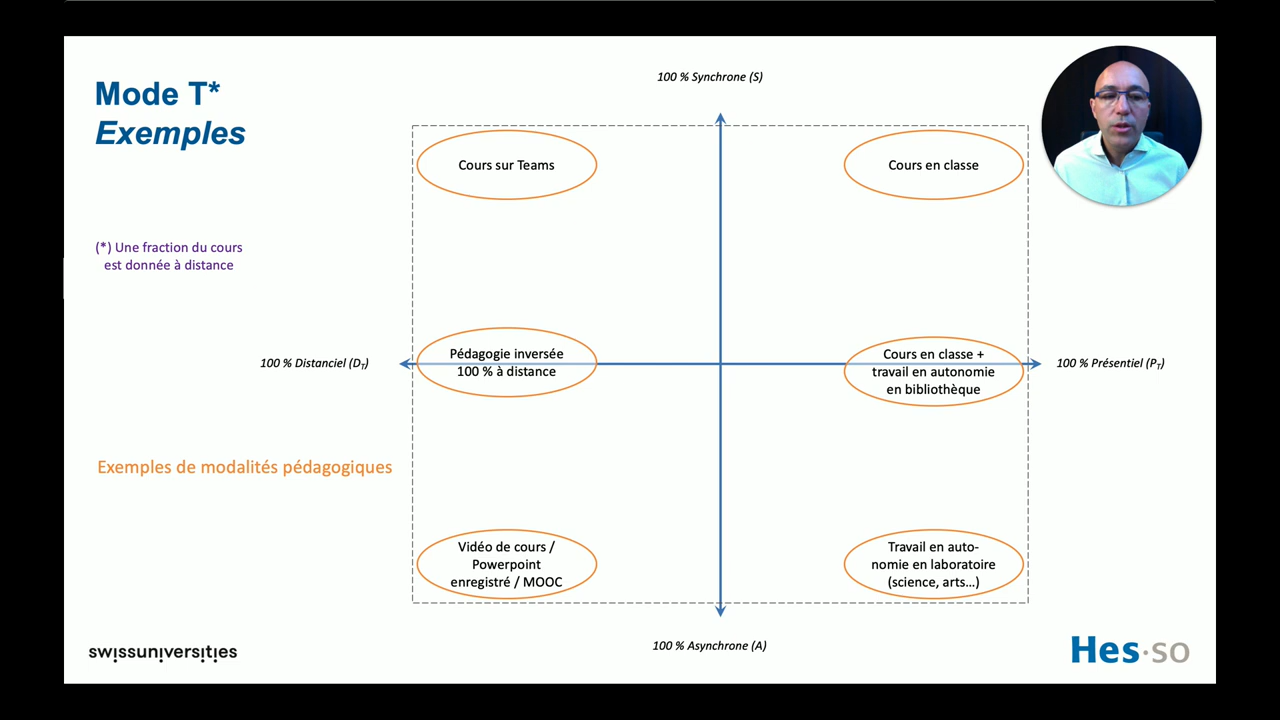 Mode T*
Exemples
100 % Synchrone (S)
Cours sur Teams
Cours en classe
(*) Une fraction du cours
est donnée à distance
100 % Distanciel (DT)
Pédagogie inversée
100 % à distance
Cours en classe +
travail en autonomie
en bibliothèque
100 % Présentiel (PT)
Exemples de modalités pédagogiques
Vidéo de cours /
Powerpoint
enregistré / MOOC
Travail en auto-
nomie en laboratoire
(science, arts...)
100 % Asynchrone (A)
swissuniversities
Hes·so